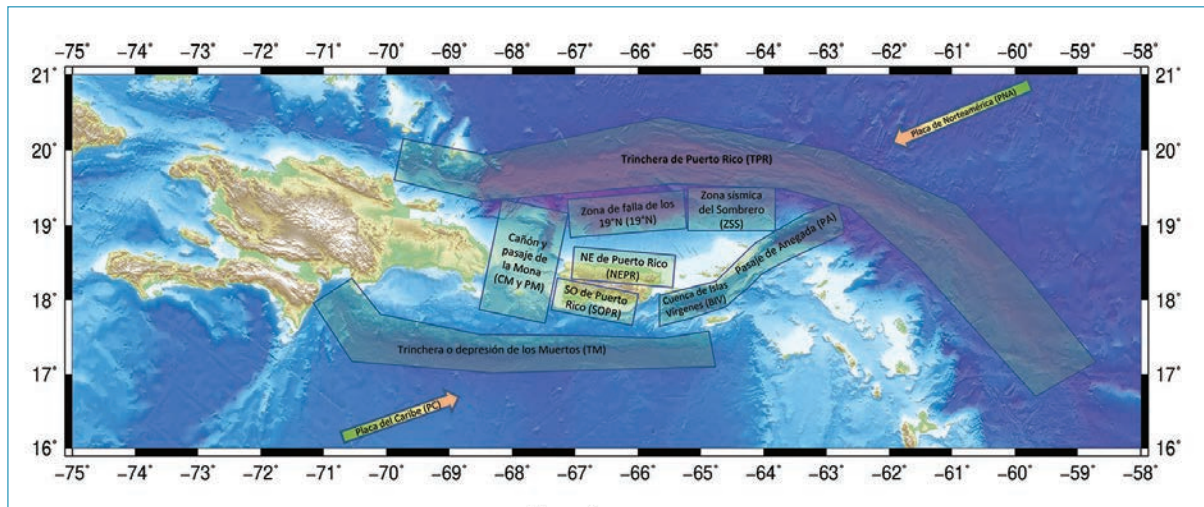 −75° −74° −73° −72° −71° −70° −69° −68° −67° −66° −65° −64° −63° −62° −61° −60° −59° −58°
21° 21°
Placa de Norteamérica (PNA)
20° 20°
Trinchera de Puerto Rico (TPR)
19° 19°
Zona de falla de los
19°N (19°N)
Zona sísmica
del Sombrero
(ZSS)
Cañón y
pasaje de
la Mona
(CM y PM)
NE de Puerto Rico
(NEPR)
Pasaje de Anegada (PA)
18° 18°
SO de Puerto
Rico (SOPR)
Cuenca de Islas
Vírgenes (BIV)
Trinchera o depresión de los Muertos (TM)
17° 17°
Placa del Caribe (PC)
16° 16°
−75° −74° −73° −72° −71° −70° −69° −68° −67° −66° −65° −64° −63° −62° −61° −60° −59° −58°